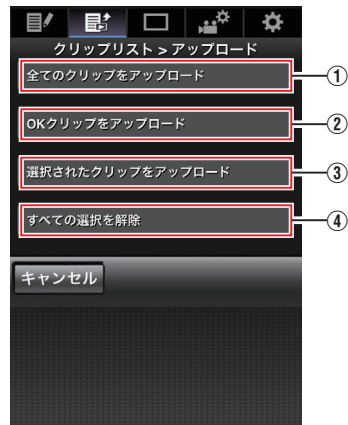 クリップリスト > アップロード
全てのクリップをアップロード
①
OKクリップをアップロード
②
選択されたクリップをアップロード
③
すべての選択を解除
④
キャンセル